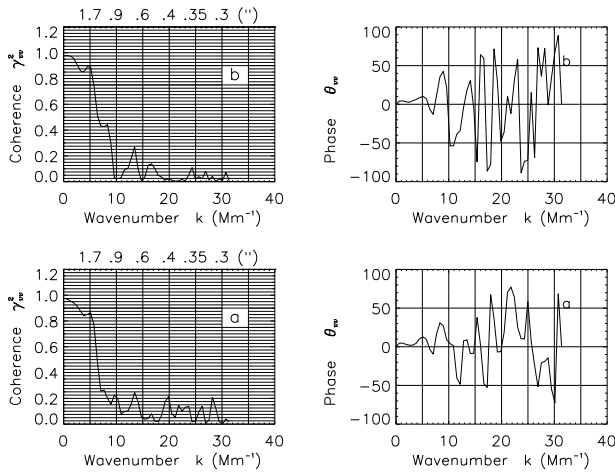 1.7 .9 .6 .4 .35 .3 (")
1.2
1.0
0.8
0.6
0.4
0.2
0.0
Coherence γ²vv
b
0 10 20 30 40
Wavenumber k (Mm⁻¹)
100
50
0
−50
−100
Phase θvv
b
0 10 20 30 40
Wavenumber k (Mm⁻¹)
1.7 .9 .6 .4 .35 .3 (")
1.2
1.0
0.8
0.6
0.4
0.2
0.0
Coherence γ²vv
a
0 10 20 30 40
Wavenumber k (Mm⁻¹)
100
50
0
−50
−100
Phase θvv
a
0 10 20 30 40
Wavenumber k (Mm⁻¹)